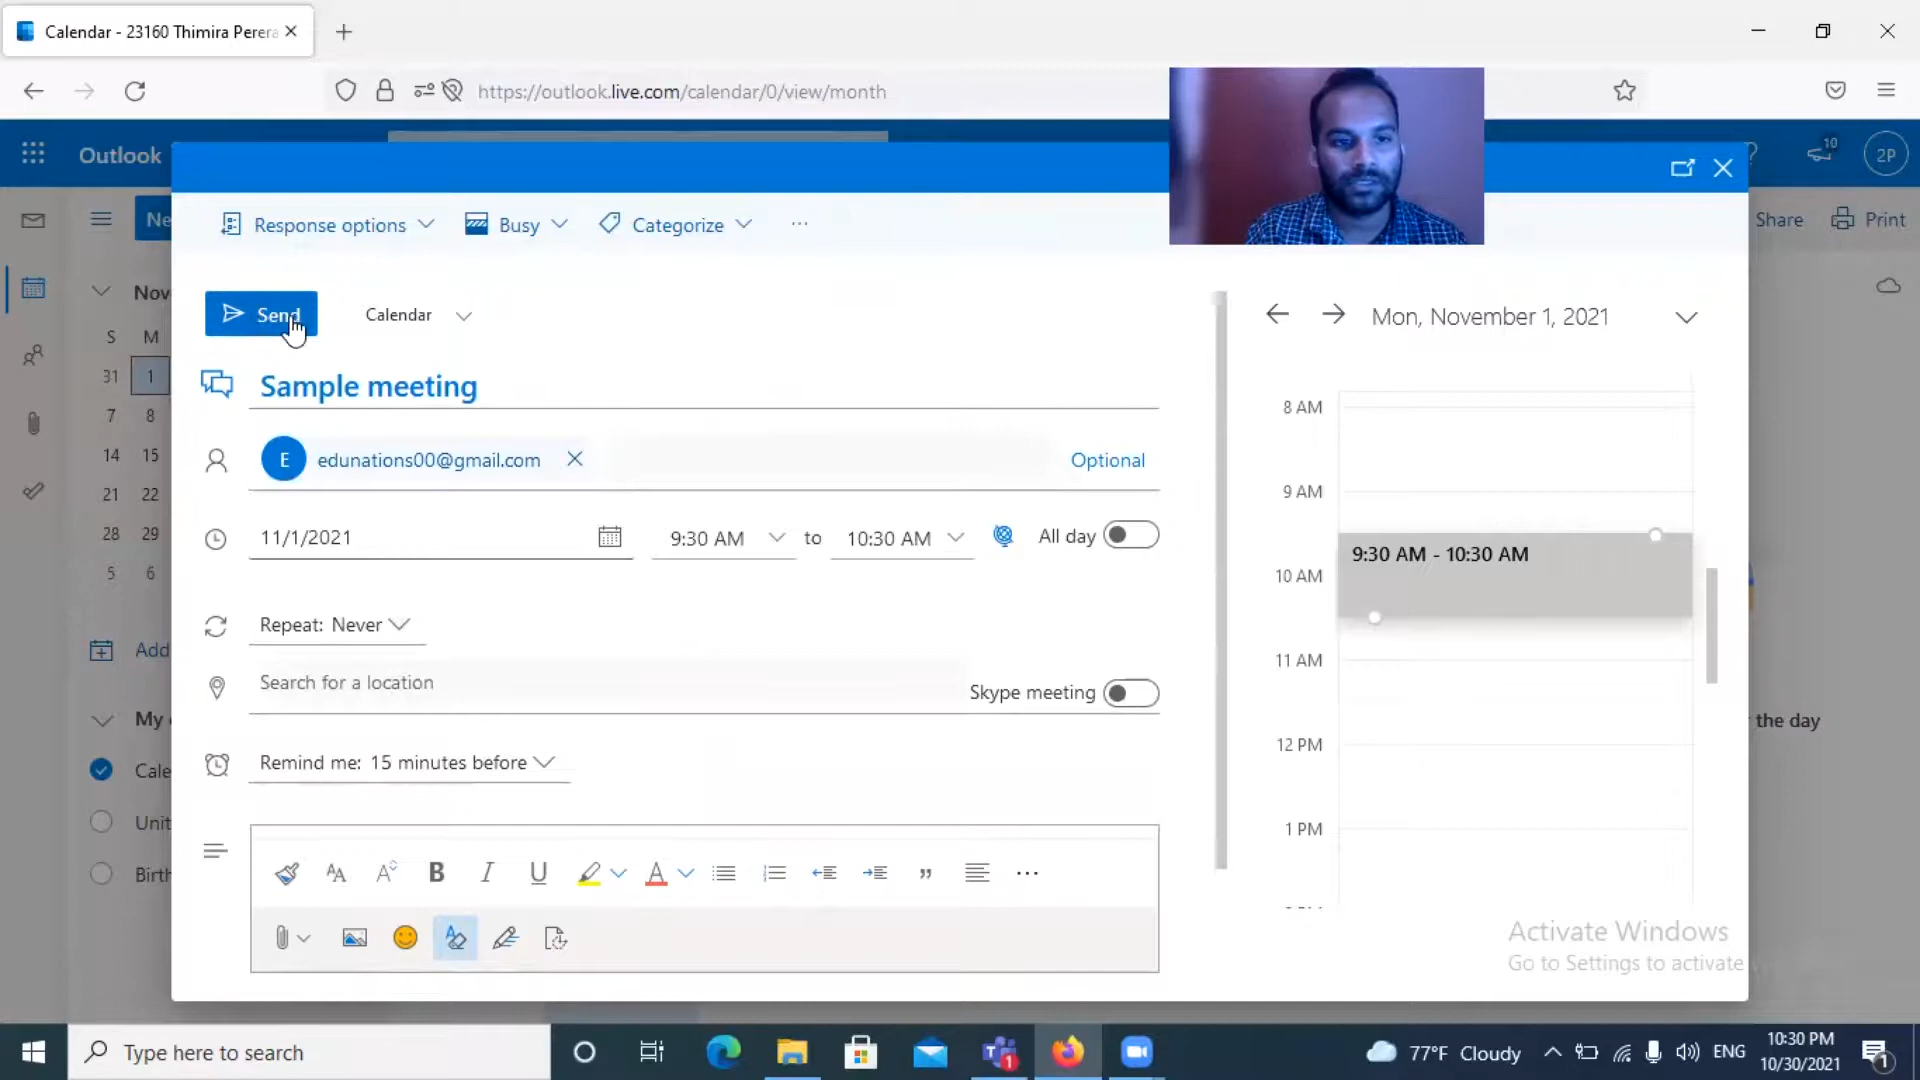 Calendar - 23160 Thimira Perera
https://outlook.live.com/calendar/0/view/month
Outlook
10
2P
Response options
Busy
Categorize
Share
Print
Send
Calendar
Mon, November 1, 2021
S M
31 1
7 8
14 15
21 22
28 29
5 6
Sample meeting
E edunations00@gmail.com
Optional
11/1/2021
9:30 AM to 10:30 AM
All day
Repeat: Never
Search for a location
Skype meeting
Remind me: 15 minutes before
8 AM
9 AM
9:30 AM - 10:30 AM
10 AM
11 AM
12 PM
1 PM
Add
My
the day
Activate Windows
Go to Settings to activate
Type here to search
1
77°F Cloudy
ENG
10:30 PM
10/30/2021
1